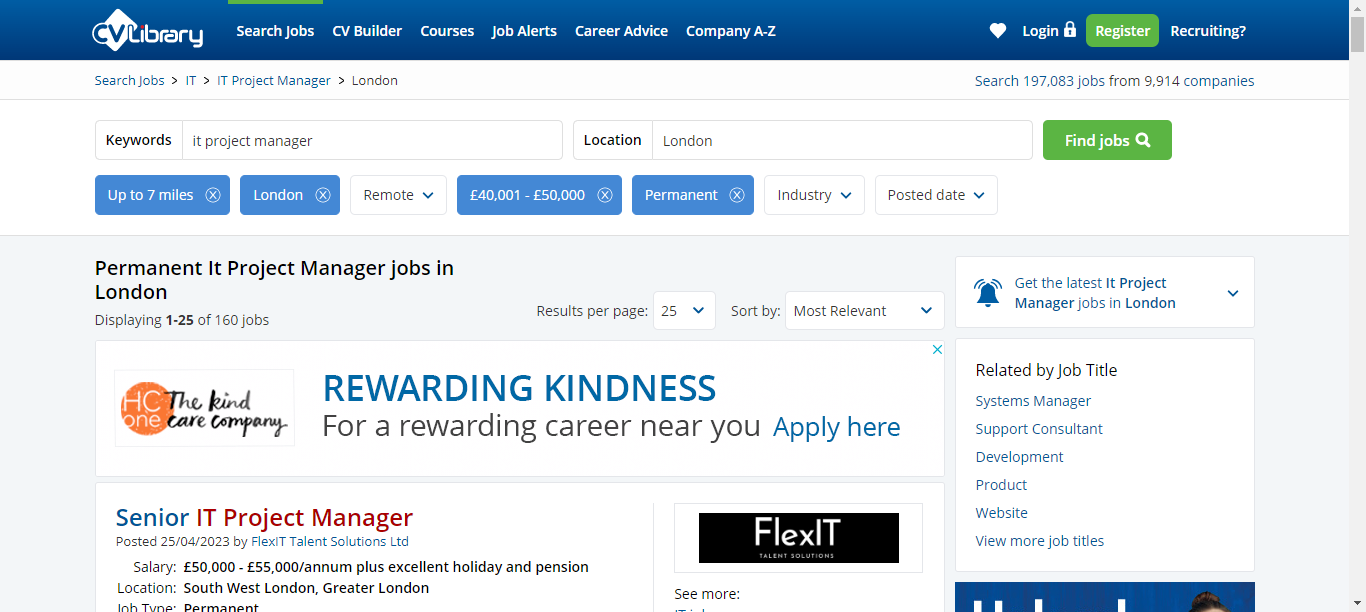 CVLibrary
Search Jobs CV Builder Courses Job Alerts Career Advice Company A-Z Login Register Recruiting?
Search Jobs > IT > IT Project Manager > London
Search 197,083 jobs from 9,914 companies
Keywords it project manager Location London Find jobs
Up to 7 miles London Remote £40,001 - £50,000 Permanent Industry Posted date
Permanent It Project Manager jobs in
London
Displaying 1-25 of 160 jobs
Results per page: 25 Sort by: Most Relevant
Get the latest It Project
Manager jobs in London
HC
one
The kind
care company
REWARDING KINDNESS
For a rewarding career near you Apply here
Related by Job Title
Systems Manager
Support Consultant
Development
Product
Website
View more job titles
Senior IT Project Manager
Posted 25/04/2023 by FlexIT Talent Solutions Ltd
Salary: £50,000 - £55,000/annum plus excellent holiday and pension
Location: South West London, Greater London
Job Type: Permanent
FlexIT
TALENT SOLUTIONS
See more: